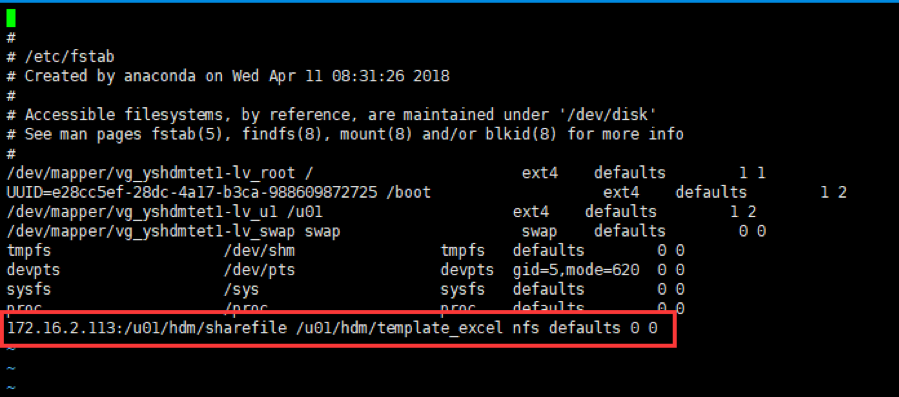 #
# /etc/fstab
# Created by anaconda on Wed Apr 11 08:31:26 2018
#
# Accessible filesystems, by reference, are maintained under '/dev/disk'
# See man pages fstab(5), findfs(8), mount(8) and/or blkid(8) for more info
#
/dev/mapper/vg_yshdmtet1-lv_root / ext4 defaults 1 1
UUID=e28cc5ef-28dc-4a17-b3ca-988609872725 /boot ext4 defaults 1 2
/dev/mapper/vg_yshdmtet1-lv_u1 /u01 ext4 defaults 1 2
/dev/mapper/vg_yshdmtet1-lv_swap swap swap defaults 0 0
tmpfs /dev/shm tmpfs defaults 0 0
devpts /dev/pts devpts gid=5,mode=620 0 0
sysfs /sys sysfs defaults 0 0
proc /proc proc defaults 0 0
172.16.2.113:/u01/hdm/sharefile /u01/hdm/template_excel nfs defaults 0 0
~
~
~